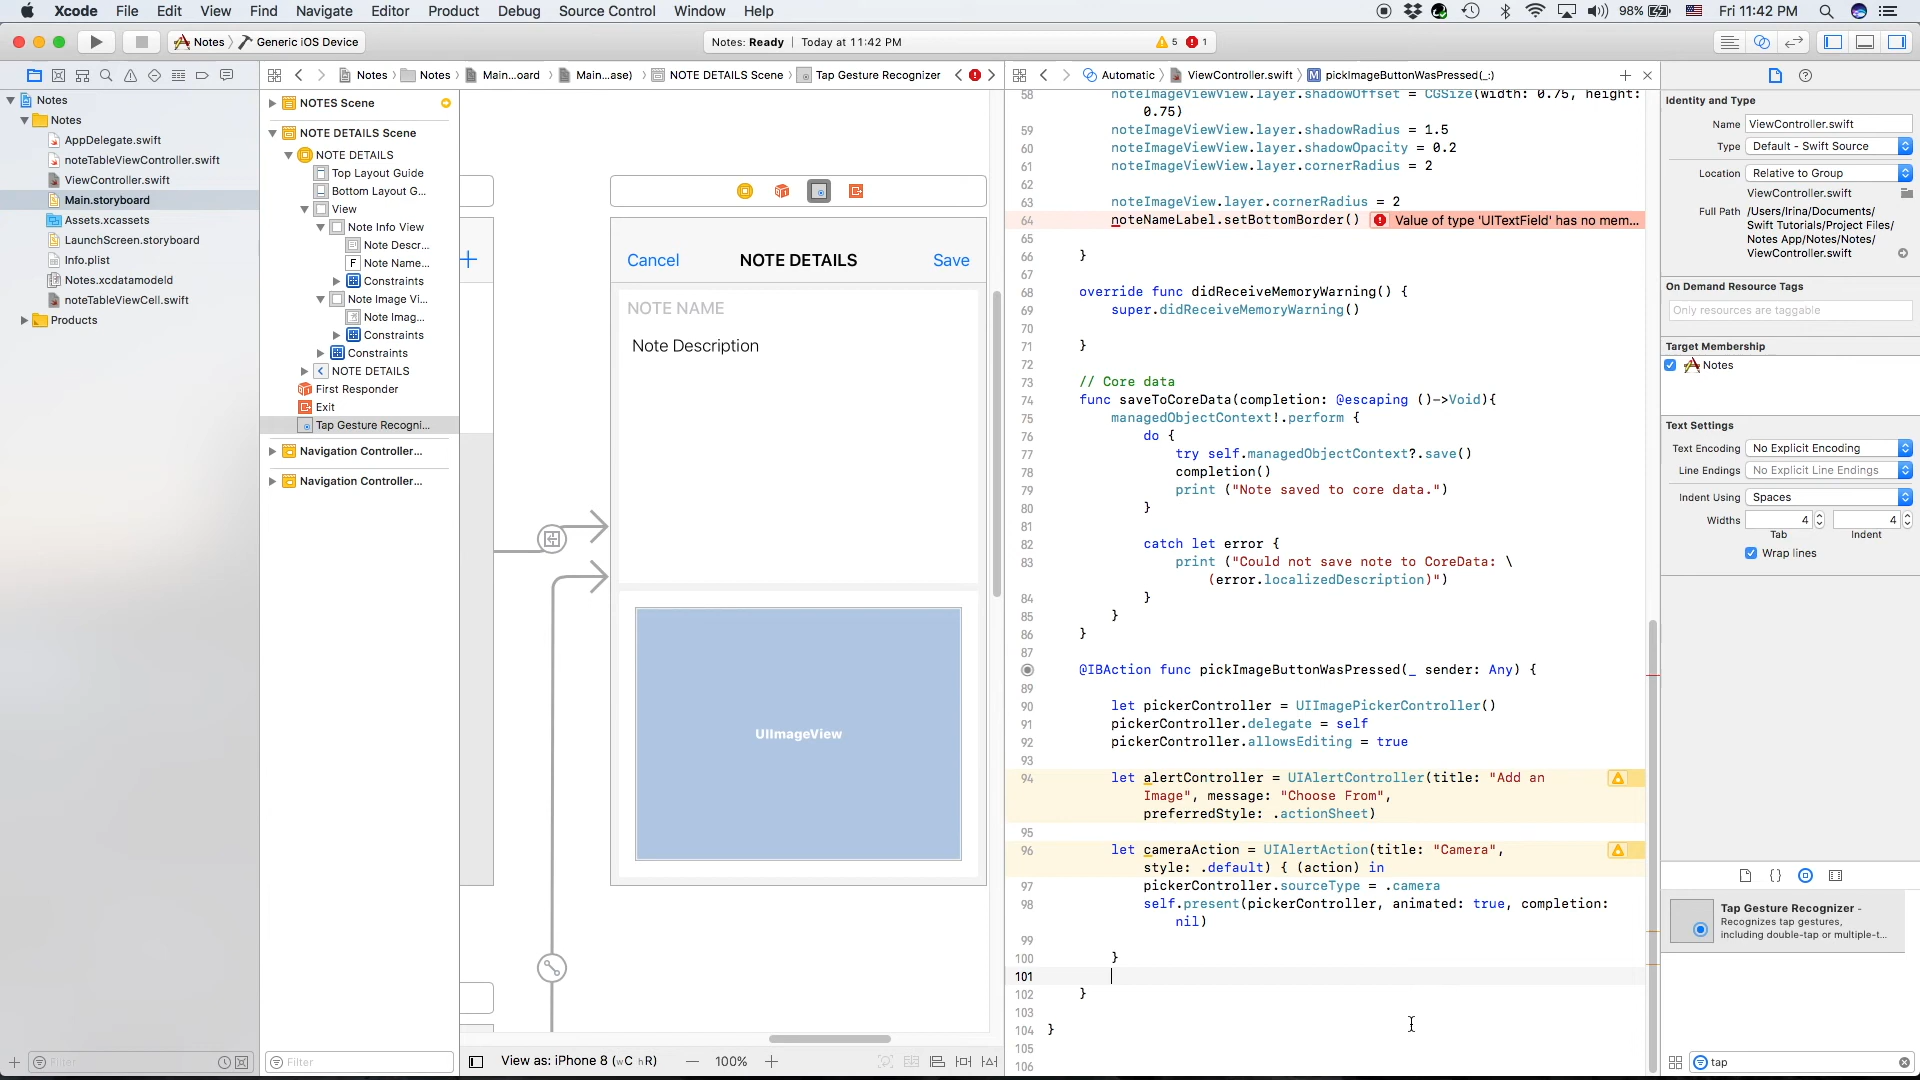 Xcode File Edit View Find Navigate Editor Product Debug Source Control Window Help
98% Fri 11:42 PM
Notes Generic iOS Device
Notes: Ready | Today at 11:42 PM
5 1
Notes Notes Main...oard Main...ase) NOTE DETAILS Scene Tap Gesture Recognizer
Automatic ViewController.swift M pickImageButtonWasPressed(_:)
Notes
Notes
AppDelegate.swift
noteTableViewController.swift
ViewController.swift
Main.storyboard
Assets.xcassets
LaunchScreen.storyboard
Info.plist
Notes.xcdatamodeld
noteTableViewCell.swift
Products
Filter
NOTES Scene
NOTE DETAILS Scene
NOTE DETAILS
Top Layout Guide
Bottom Layout G...
View
Note Info View
Note Descr...
F Note Name...
Constraints
Note Image Vi...
Note Imag...
Constraints
Constraints
NOTE DETAILS
First Responder
Exit
Tap Gesture Recogni...
Navigation Controller...
Navigation Controller...
Filter
Cancel NOTE DETAILS Save
NOTE NAME
Note Description
UIImageView
View as: iPhone 8 (wC hR) — 100% +
58 noteImageViewView.layer.shadowOffset = CGSize(width: 0.75, height:
0.75)
59 noteImageViewView.layer.shadowRadius = 1.5
60 noteImageViewView.layer.shadowOpacity = 0.2
61 noteImageViewView.layer.cornerRadius = 2
62
63 noteImageView.layer.cornerRadius = 2
64 noteNameLabel.setBottomBorder() Value of type 'UITextField' has no mem...
65
66 }
67
68 override func didReceiveMemoryWarning() {
69 super.didReceiveMemoryWarning()
70
71 }
72
73 // Core data
74 func saveToCoreData(completion: @escaping ()->Void){
75 managedObjectContext!.perform {
76 do {
77 try self.managedObjectContext?.save()
78 completion()
79 print ("Note saved to core data.")
80 }
81
82 catch let error {
83 print ("Could not save note to CoreData: \
(error.localizedDescription)")
84 }
85 }
86 }
87
@IBAction func pickImageButtonWasPressed(_ sender: Any) {
89
90 let pickerController = UIImagePickerController()
91 pickerController.delegate = self
92 pickerController.allowsEditing = true
93
94 let alertController = UIAlertController(title: "Add an
Image", message: "Choose From",
preferredStyle: .actionSheet)
95
96 let cameraAction = UIAlertAction(title: "Camera",
style: .default) { (action) in
97 pickerController.sourceType = .camera
98 self.present(pickerController, animated: true, completion:
nil)
99
100 }
101
102 }
103
104 }
105
106
Identity and Type
Name ViewController.swift
Type Default - Swift Source
Location Relative to Group
ViewController.swift
Full Path /Users/Irina/Documents/
Swift Tutorials/Project Files/
Notes App/Notes/Notes/
ViewController.swift
On Demand Resource Tags
Only resources are taggable
Target Membership
Notes
Text Settings
Text Encoding No Explicit Encoding
Line Endings No Explicit Line Endings
Indent Using Spaces
Widths 4 4
Tab Indent
Wrap lines
Tap Gesture Recognizer -
Recognizes tap gestures,
including double-tap or multiple-t...
tap